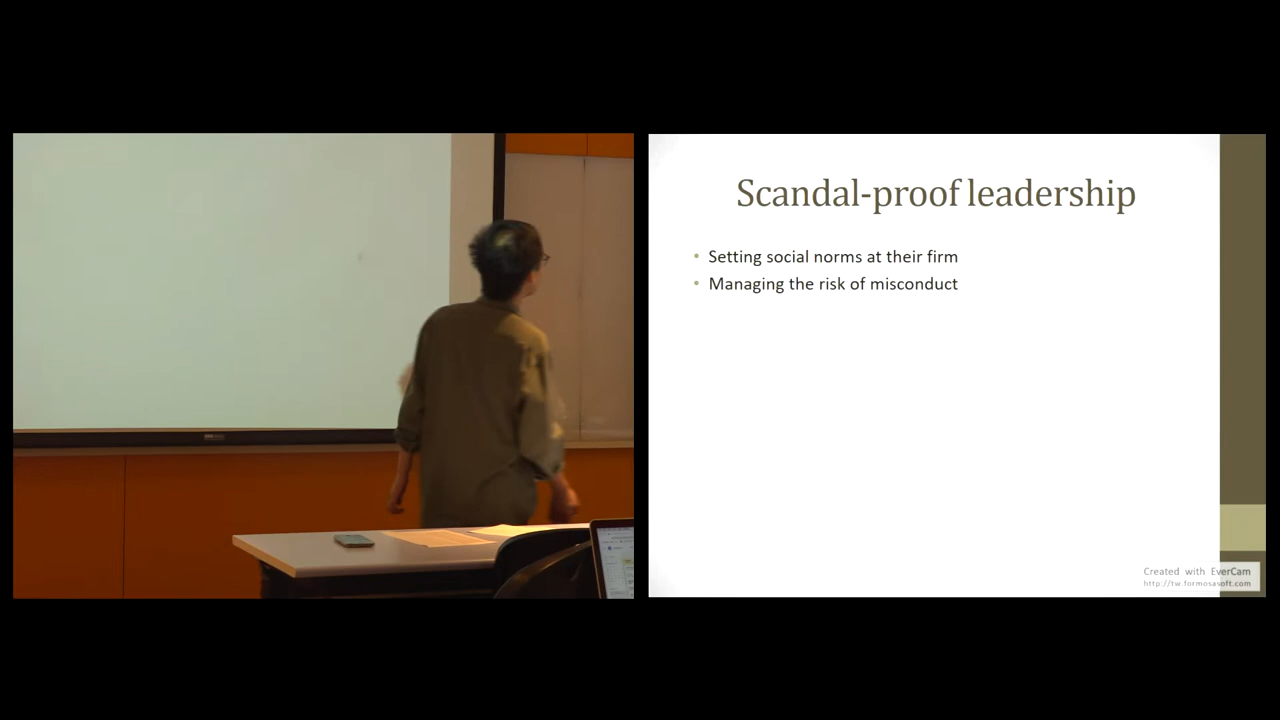 Scandal-proof leadership
• Setting social norms at their firm
• Managing the risk of misconduct
Created with EverCam
http://tw.formosasoft.com